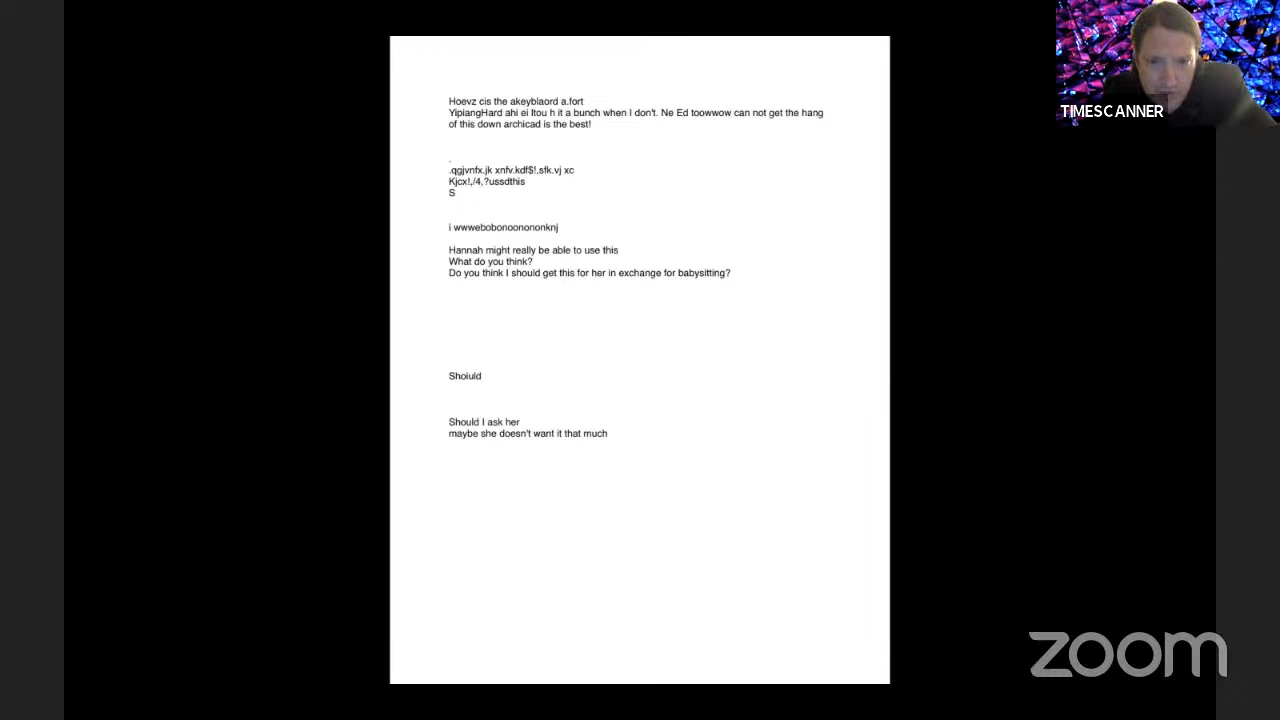 TIMESCANNER
Hoevz cis the akeyblaord a.fort
YipiangHard ahi ei Itou h it a bunch when I don't. Ne Ed toowwow can not get the hang
of this down archicad is the best!
.
.qgjvnfx.jk xnfv.kdf$!,sfk.vj xc
Kjcx!,/4,?ussdthis
S
i wwwebobonoonononknj
Hannah might really be able to use this
What do you think?
Do you think I should get this for her in exchange for babysitting?
Shoiuld
Should I ask her
maybe she doesn't want it that much
zoom